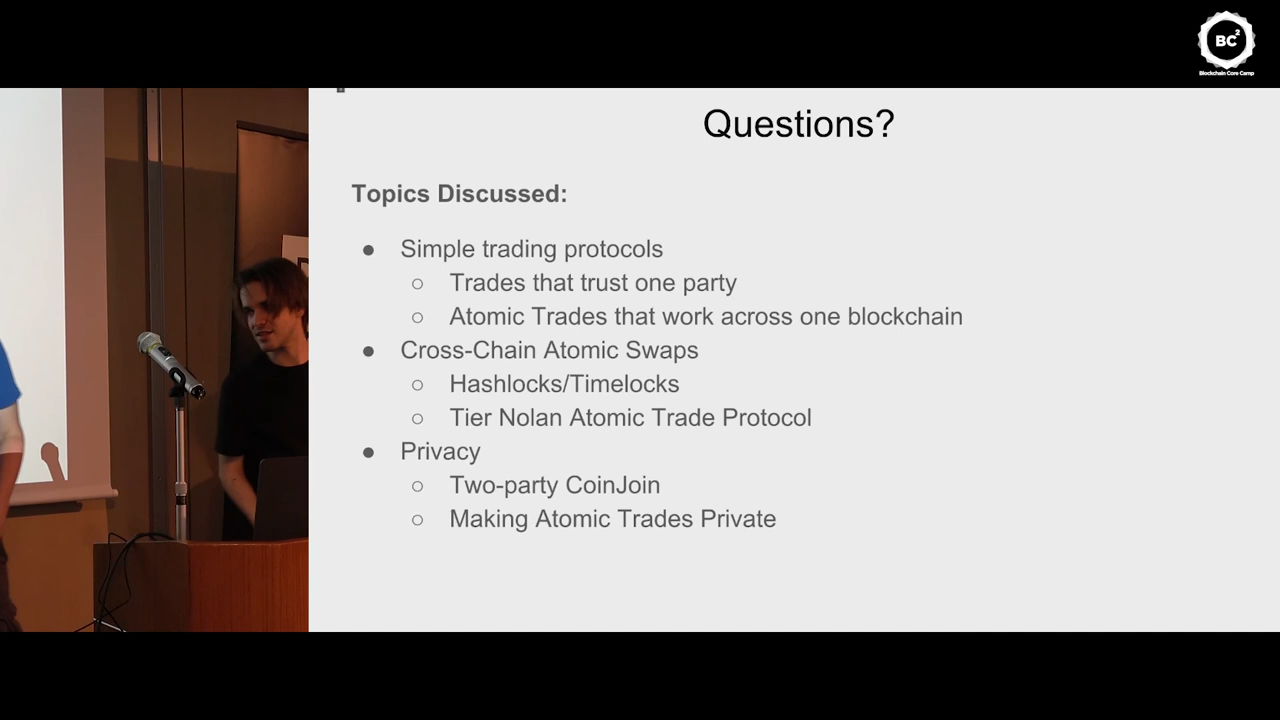 BC²
Blockchain Core Camp
Questions?
Topics Discussed:
● Simple trading protocols
○ Trades that trust one party
○ Atomic Trades that work across one blockchain
● Cross-Chain Atomic Swaps
○ Hashlocks/Timelocks
○ Tier Nolan Atomic Trade Protocol
● Privacy
○ Two-party CoinJoin
○ Making Atomic Trades Private